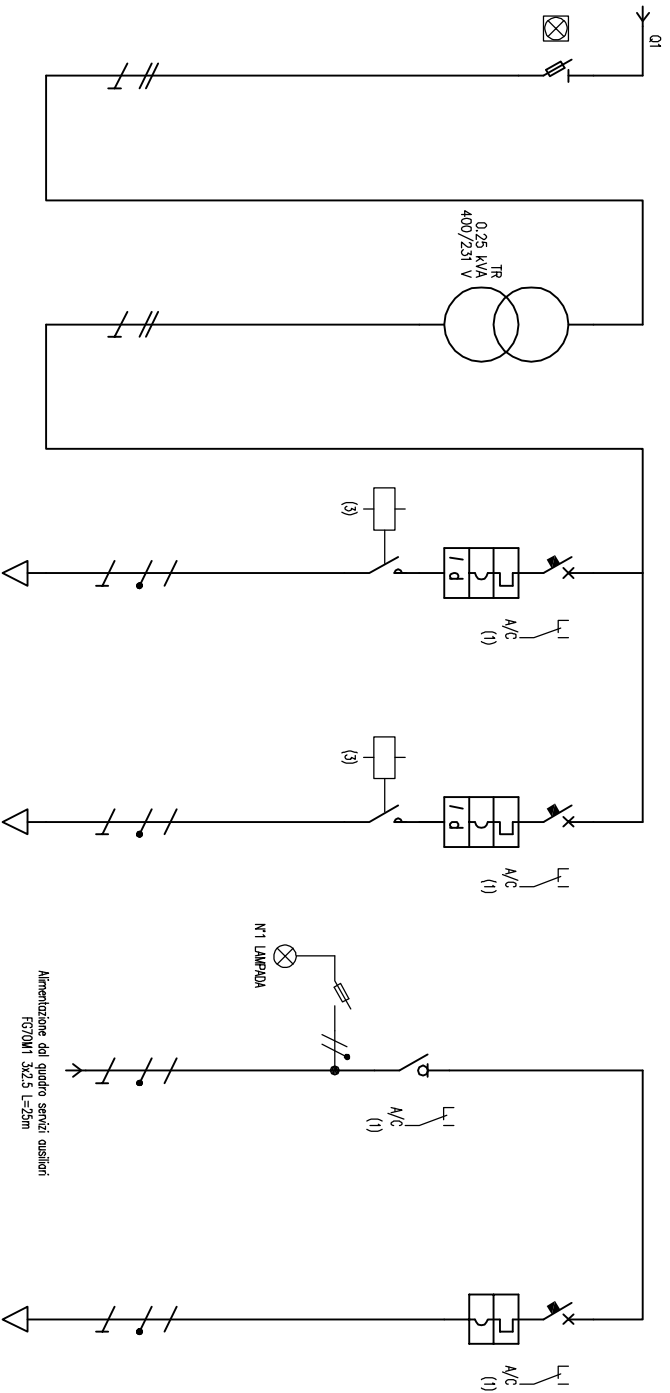 Q1
TR
0.25 kVA
400/231 V
(3)
A/C
(1)
(3)
A/C
(1)
N°1 LAMPADA
A/C
(1)
Alimentazione dal quadro servizi ausiliari
FG7OM1 3x2.5 L=25m
A/C
(1)
I d
I d